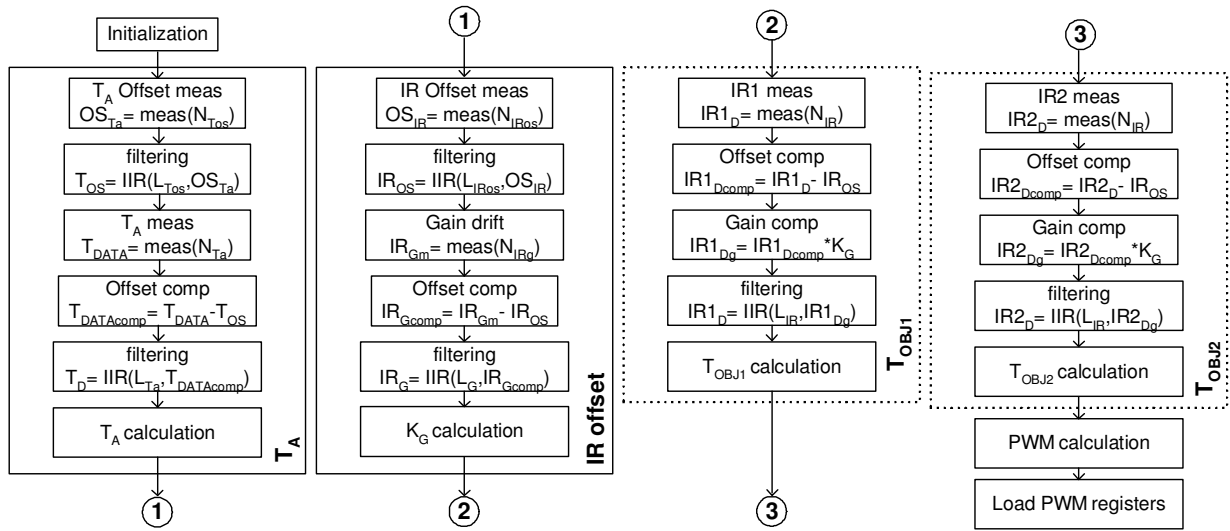 Initialization
T_A Offset meas
OS_Ta= meas(N_Tos)
filtering
T_OS= IIR(L_Tos,OS_Ta)
T_A meas
T_DATA= meas(N_Ta)
Offset comp
T_DATAcomp= T_DATA-T_OS
filtering
T_D= IIR(L_Ta,T_DATAcomp)
T_A calculation
T_A
1
1
IR Offset meas
OS_IR= meas(N_IRos)
filtering
IR_OS= IIR(L_IRos,OS_IR)
Gain drift
IR_Gm= meas(N_IRg)
Offset comp
IR_Gcomp= IR_Gm- IR_OS
filtering
IR_G= IIR(L_G,IR_Gcomp)
K_G calculation
IR offset
2
2
IR1 meas
IR1_D= meas(N_IR)
Offset comp
IR1_Dcomp= IR1_D- IR_OS
Gain comp
IR1_Dg= IR1_Dcomp*K_G
filtering
IR1_D= IIR(L_IR,IR1_Dg)
T_OBJ1 calculation
T_OBJ1
3
3
IR2 meas
IR2_D= meas(N_IR)
Offset comp
IR2_Dcomp= IR2_D- IR_OS
Gain comp
IR2_Dg= IR2_Dcomp*K_G
filtering
IR2_D= IIR(L_IR,IR2_Dg)
T_OBJ2 calculation
T_OBJ2
PWM calculation
Load PWM registers